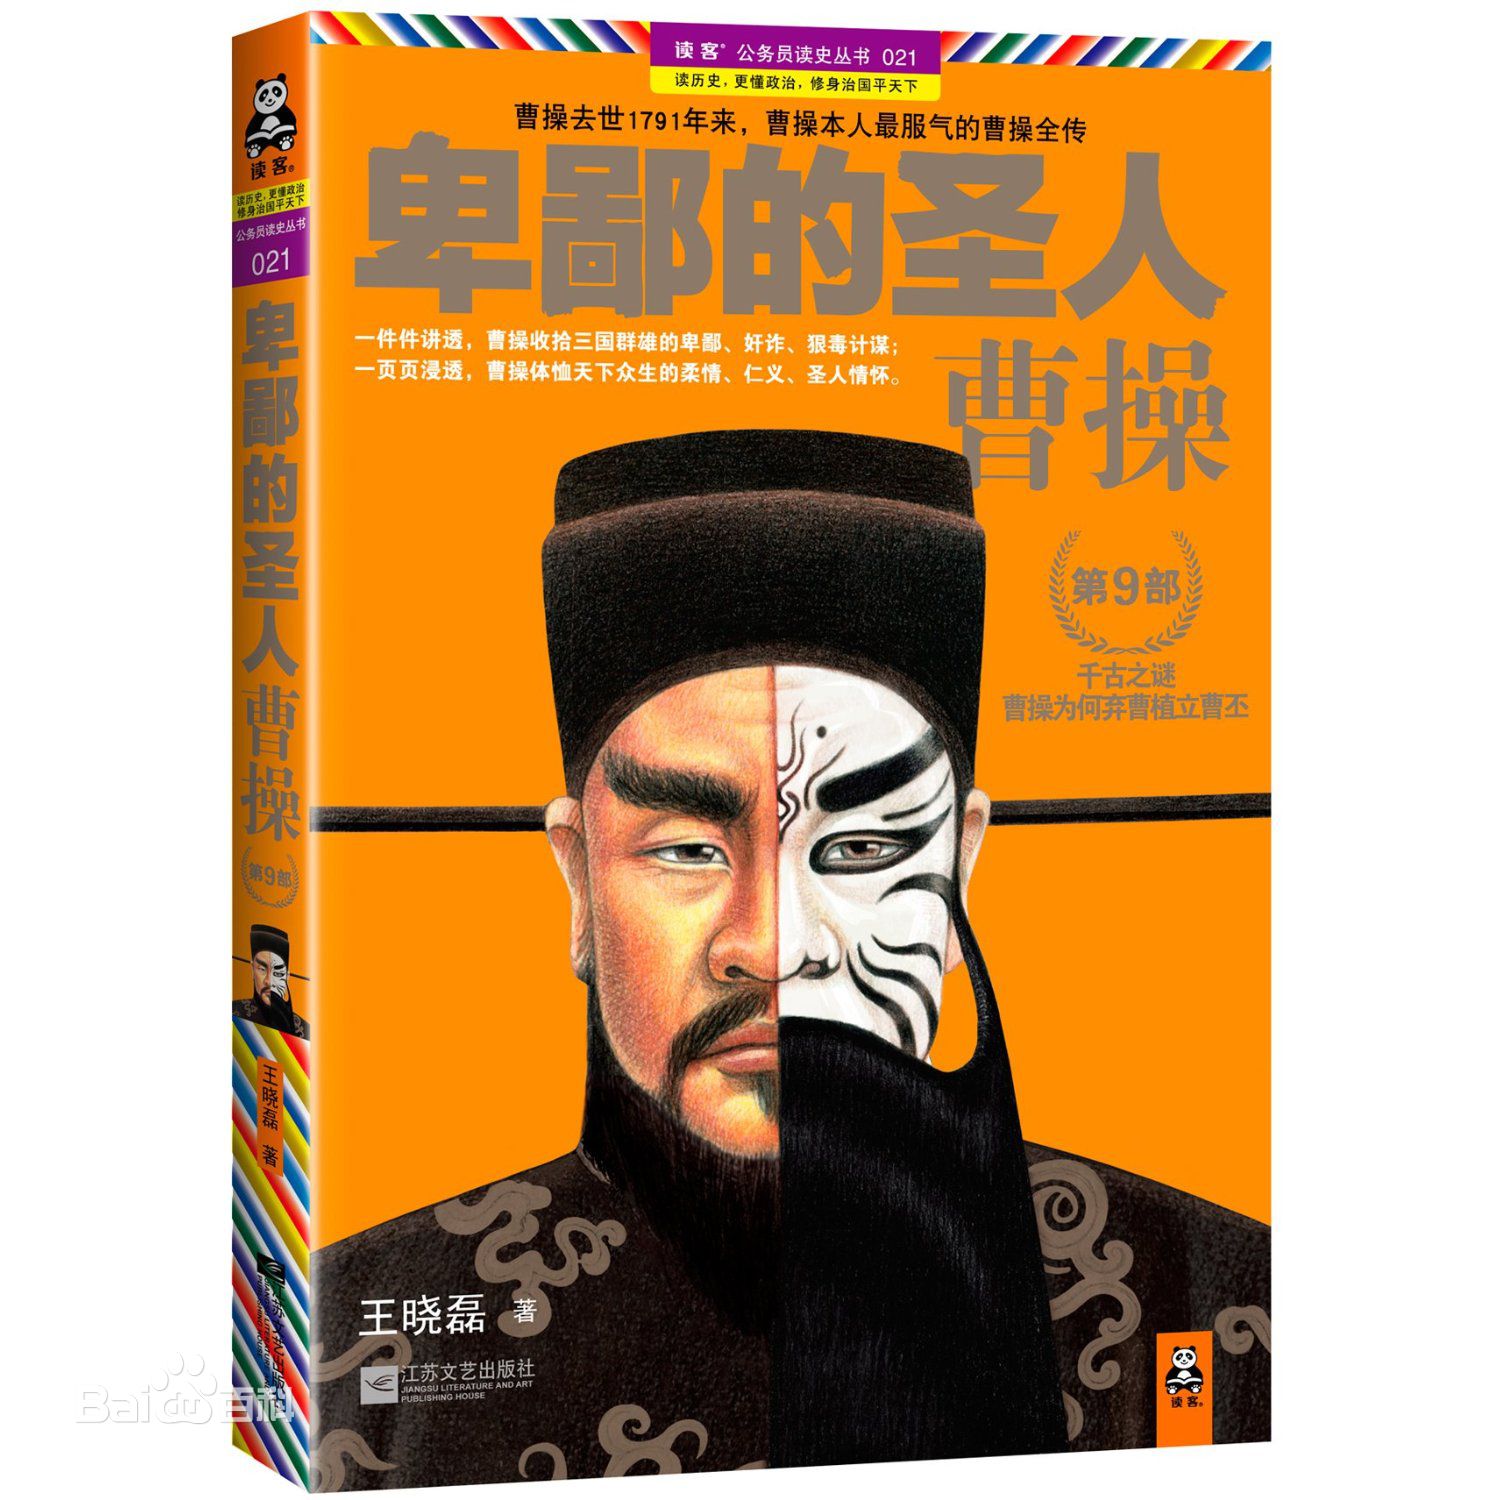 读客® 公务员读史丛书 021
读历史，更懂政治，修身治国平天下
曹操去世1791年来，曹操本人最服气的曹操全传
卑鄙的圣人
曹操
一件件讲透，曹操收拾三国群雄的卑鄙、奸诈、狠毒计谋；
一页页浸透，曹操体恤天下众生的柔情、仁义、圣人情怀。
第9部
千古之谜
曹操为何弃曹植立曹丕
王晓磊 著
江苏文艺出版社
JIANGSU LITERATURE AND ART
PUBLISHING HOUSE
读客®
读客®
读历史，更懂政治
修身治国平天下
公务员读史丛书
021
卑鄙的圣人
曹操
第9部
王晓磊 著
Bai百科